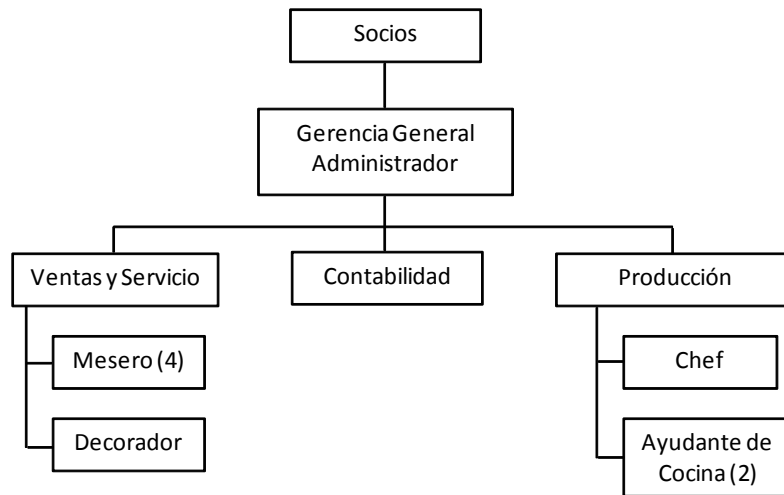 Socios
Gerencia General
Administrador
Ventas y Servicio
Contabilidad
Producción
Mesero (4)
Chef
Decorador
Ayudante de
Cocina (2)